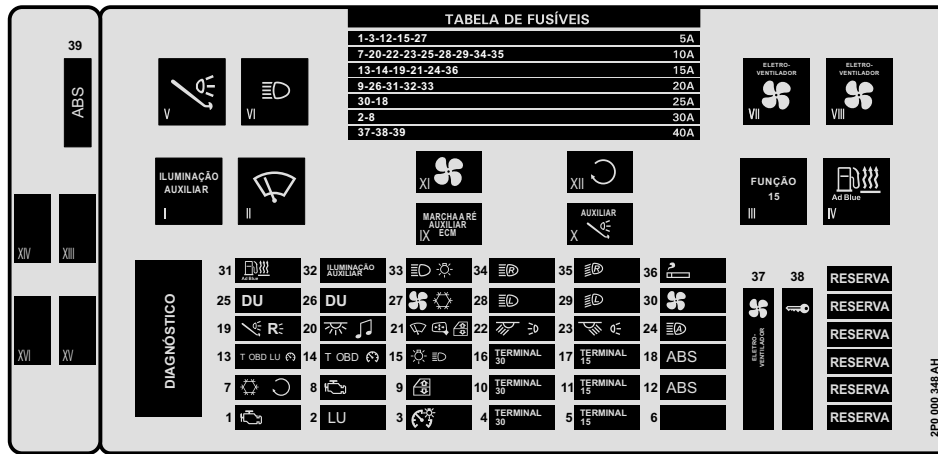 39
ABS
XIV
XIII
XVI
XV
TABELA DE FUSÍVEIS
1-3-12-15-27 5A
7-20-22-23-25-28-29-34-35 10A
13-14-19-21-24-36 15A
9-26-31-32-33 20A
30-18 25A
2-8 30A
37-38-39 40A
V
VI
ELETRO-
VENTILADOR
VII
ELETRO-
VENTILADOR
VIII
ILUMINAÇÃO
AUXILIAR
I
II
XI
XII
MARCHA A RÉ
AUXILIAR
IX ECM
AUXILIAR
X
FUNÇÃO
15
III
Ad Blue
IV
DIAGNÓSTICO
31 Ad Blue 32 ILUMINAÇÃO
AUXILIAR
33 34 R 35 R 36
25 DU 26 DU 27 28 L 29 L 30
19 R 20 21 22 23 24 A
13 T OBD LU 14 T OBD 15 16 TERMINAL
30
17 TERMINAL
15
18 ABS
7 8 9 10 TERMINAL
30
11 TERMINAL
15
12 ABS
1 2 LU 3 4 TERMINAL
30
5 TERMINAL
15
6
37 38
ELETRO-
VENTILADOR
RESERVA
RESERVA
RESERVA
RESERVA
RESERVA
RESERVA
2P0 000 348 AH